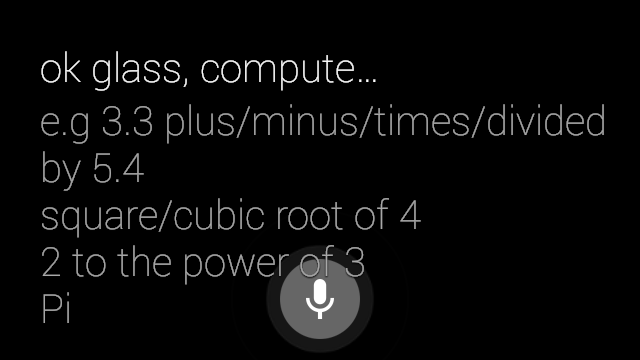 ok glass, compute...
e.g 3.3 plus/minus/times/divided
by 5.4
square/cubic root of 4
2 to the power of 3
Pi